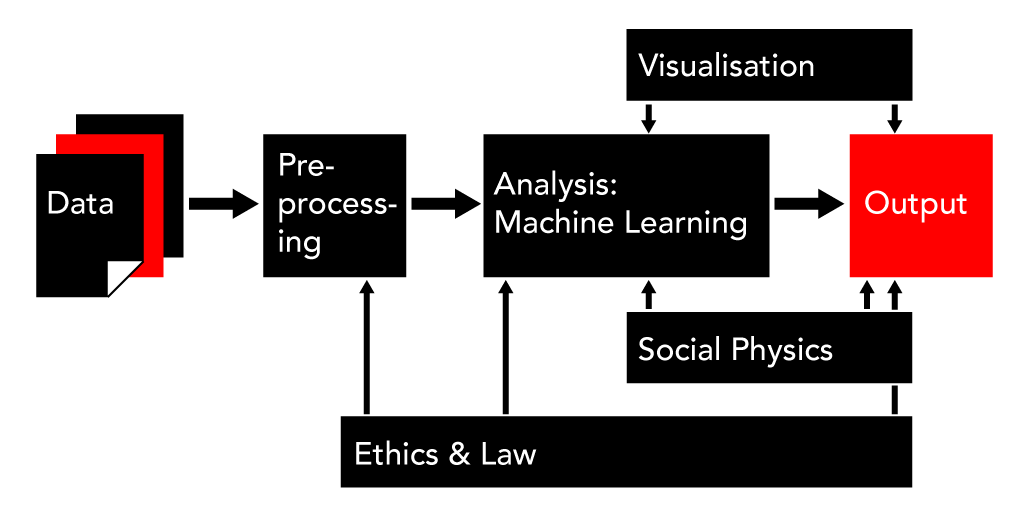 Visualisation
Data
Pre-
process-
ing
Analysis:
Machine Learning
Output
Social Physics
Ethics & Law